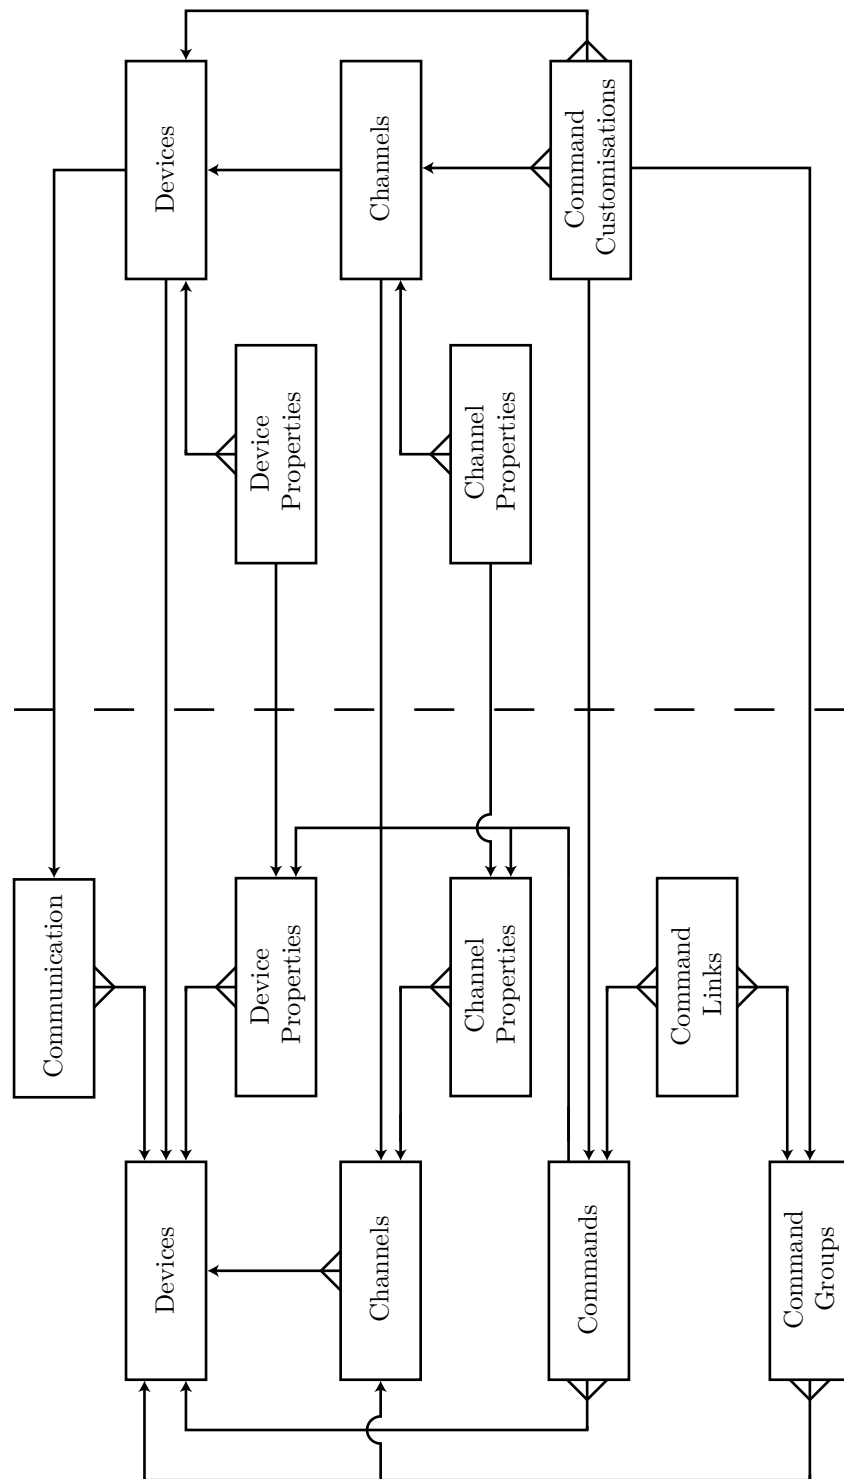 Devices
Channels
Command
Customisations
Device
Properties
Channel
Properties
Communication
Device
Properties
Channel
Properties
Command
Links
Devices
Channels
Commands
Command
Groups